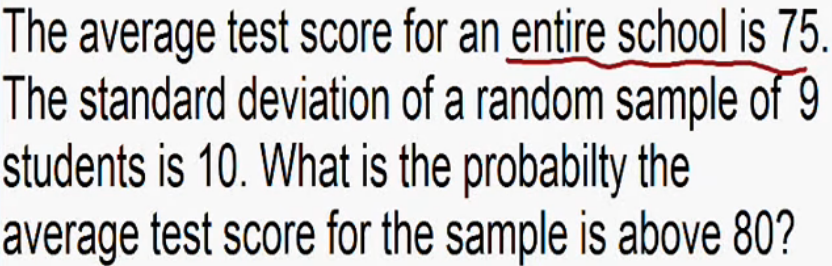 The average test score for an entire school is 75.
The standard deviation of a random sample of 9
students is 10. What is the probabilty the
average test score for the sample is above 80?